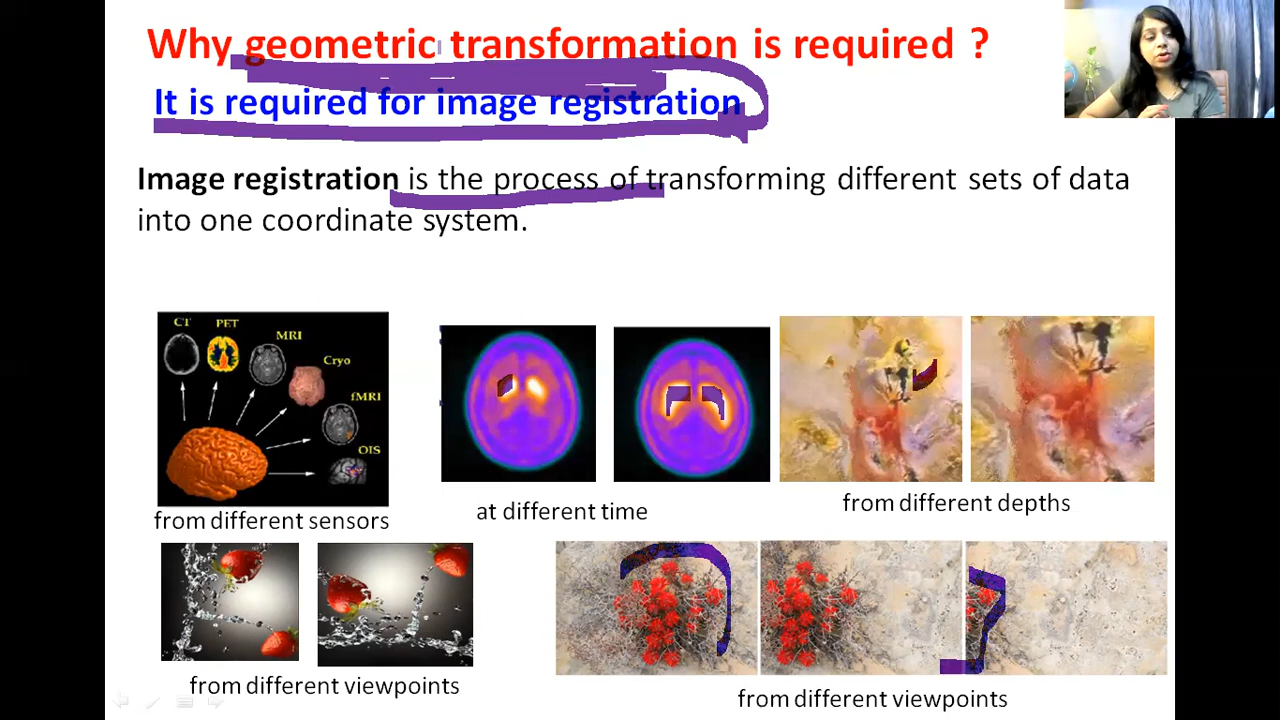 Why geometric transformation is required ?
It is required for image registration
Image registration is the process of transforming different sets of data
into one coordinate system.
CT
PET
MRI
Cryo
fMRI
OIS
from different sensors
at different time
from different depths
from different viewpoints
from different viewpoints